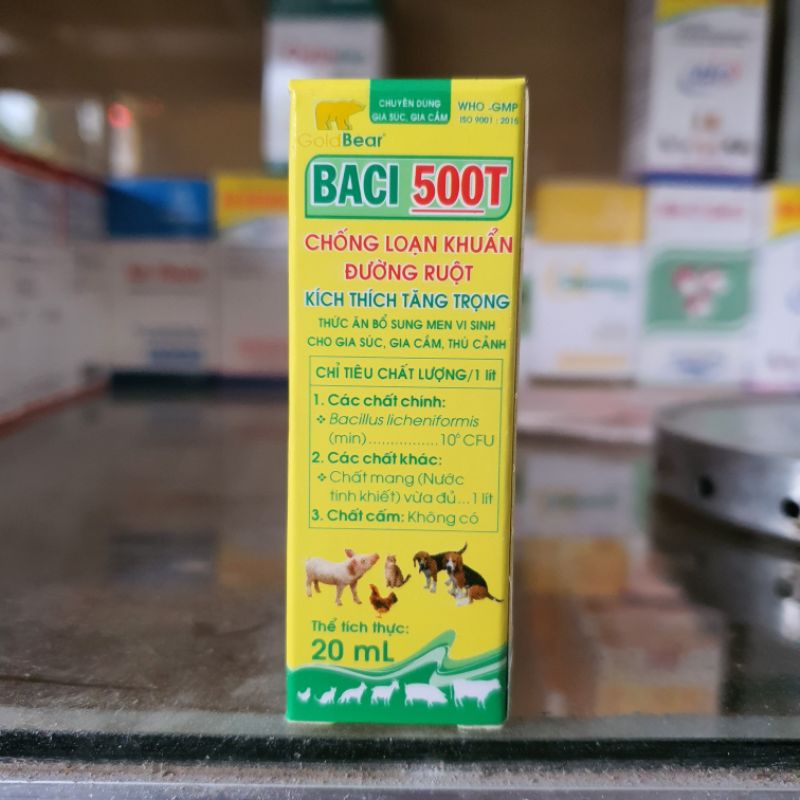 CHUYÊN DÙNG
GIA SÚC, GIA CẦM
WHO -GMP
ISO 9001 : 2015
GoldBear®
BACI 500T
CHỐNG LOẠN KHUẨN
ĐƯỜNG RUỘT
KÍCH THÍCH TĂNG TRỌNG
THỨC ĂN BỔ SUNG MEN VI SINH
CHO GIA SÚC, GIA CẦM, THÚ CẢNH
CHỈ TIÊU CHẤT LƯỢNG/1 lít
1. Các chất chính:
❖ Bacillus licheniformis
(min)................10⁶ CFU
2. Các chất khác:
❖ Chất mang (Nước
tinh khiết) vừa đủ...1 lít
3. Chất cấm: Không có
Thể tích thực:
20 mL